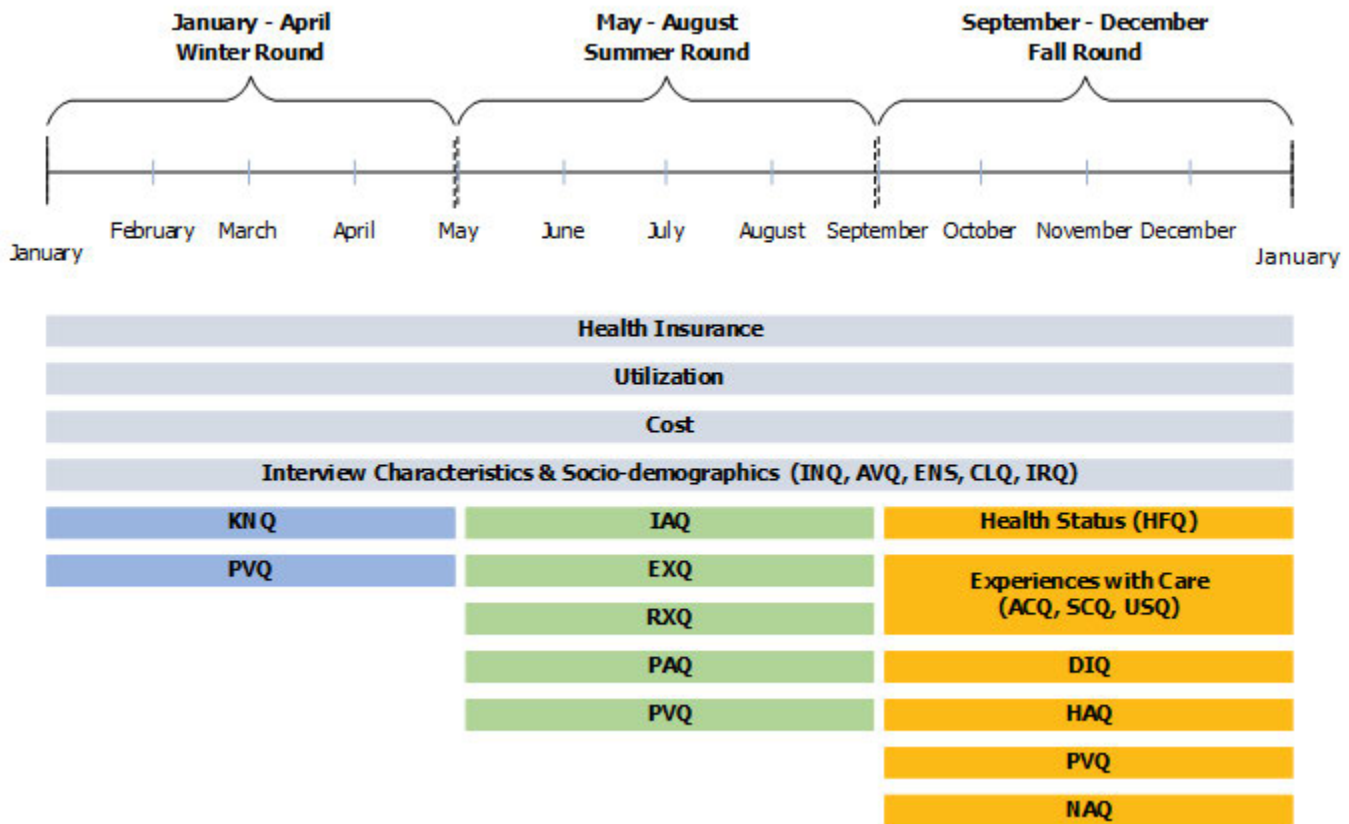 January - April
Winter Round
May - August
Summer Round
September - December
Fall Round
January
February
March
April
May
June
July
August
September
October
November
December
January
Health Insurance
Utilization
Cost
Interview Characteristics & Socio-demographics (INQ, AVQ, ENS, CLQ, IRQ)
KNQ
IAQ
Health Status (HFQ)
PVQ
EXQ
Experiences with Care
(ACQ, SCQ, USQ)
RXQ
PAQ
DIQ
PVQ
HAQ
PVQ
NAQ